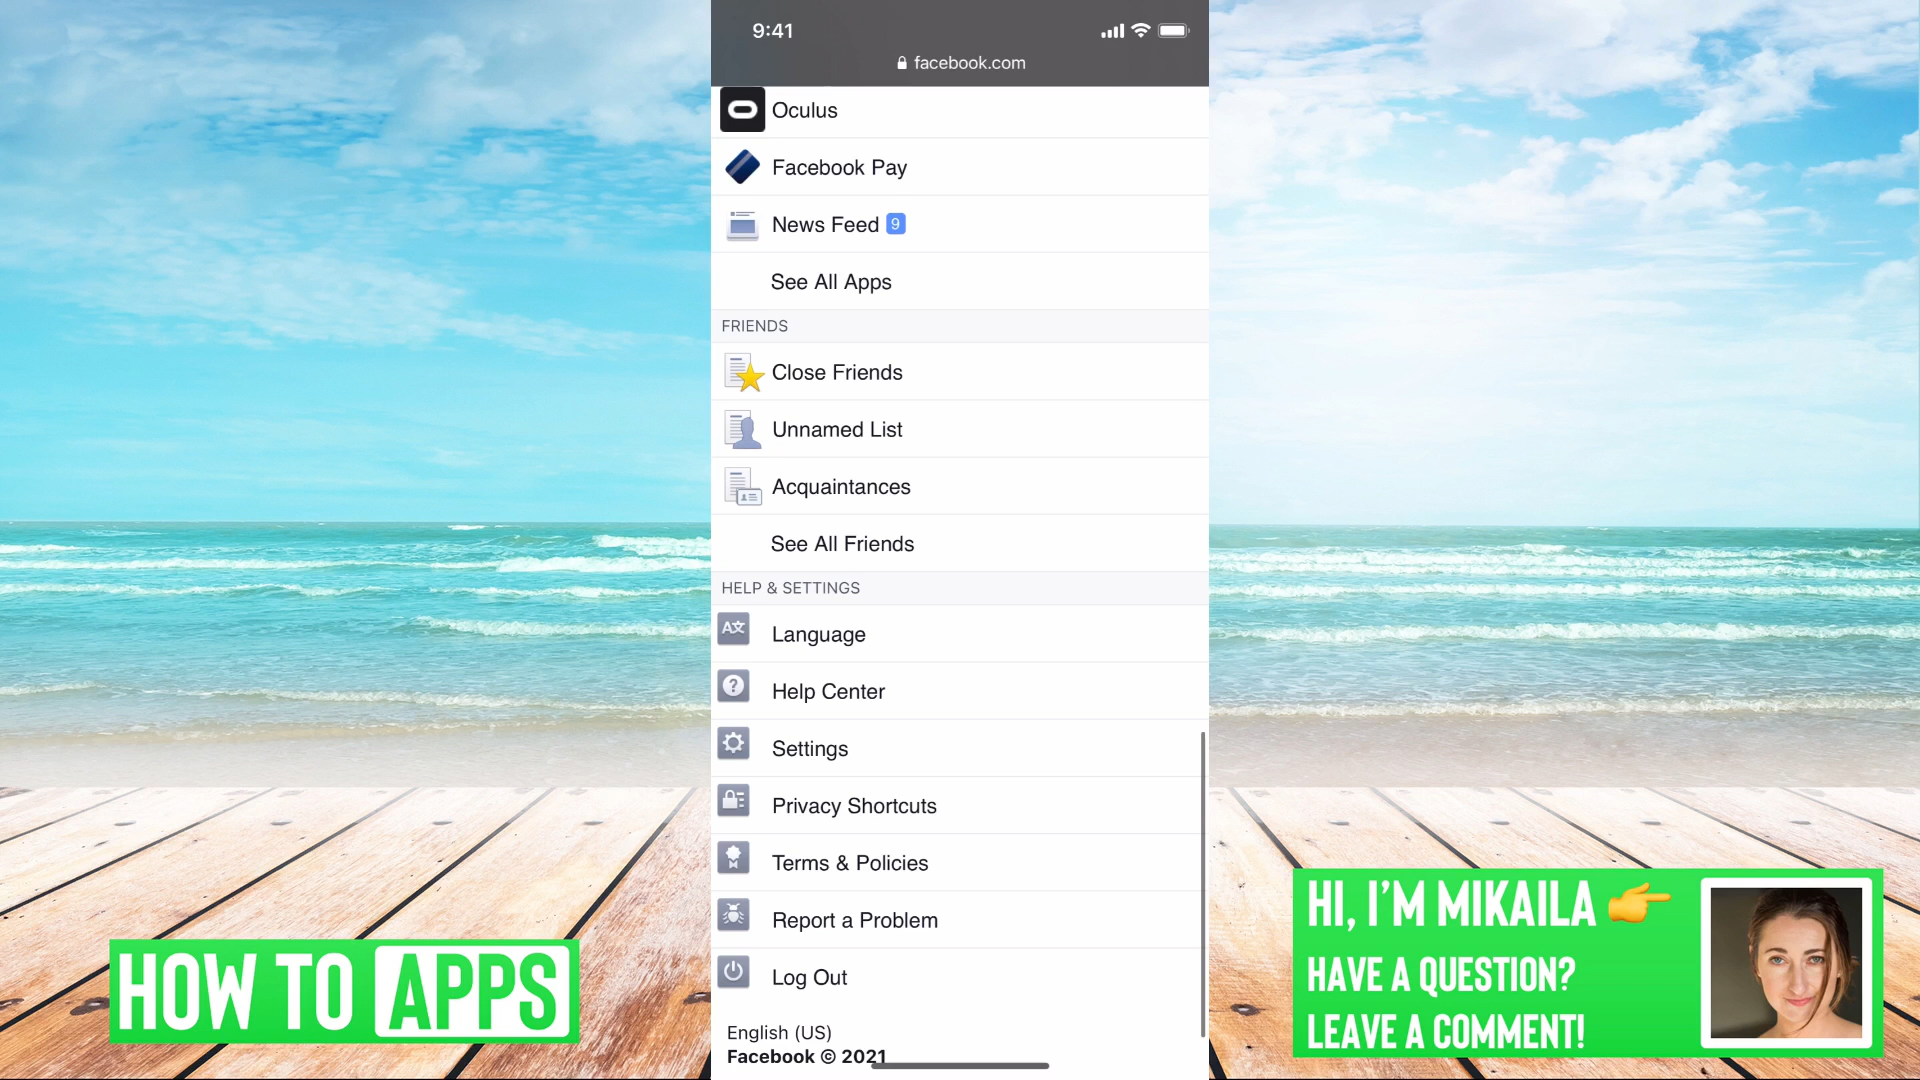 9:41
facebook.com
Oculus
Facebook Pay
News Feed 9
See All Apps
FRIENDS
Close Friends
Unnamed List
Acquaintances
See All Friends
HELP & SETTINGS
Language
Help Center
Settings
Privacy Shortcuts
Terms & Policies
Report a Problem
Log Out
English (US)
Facebook © 2021
HOW TO APPS
HI, I'M MIKAILA
HAVE A QUESTION?
LEAVE A COMMENT!